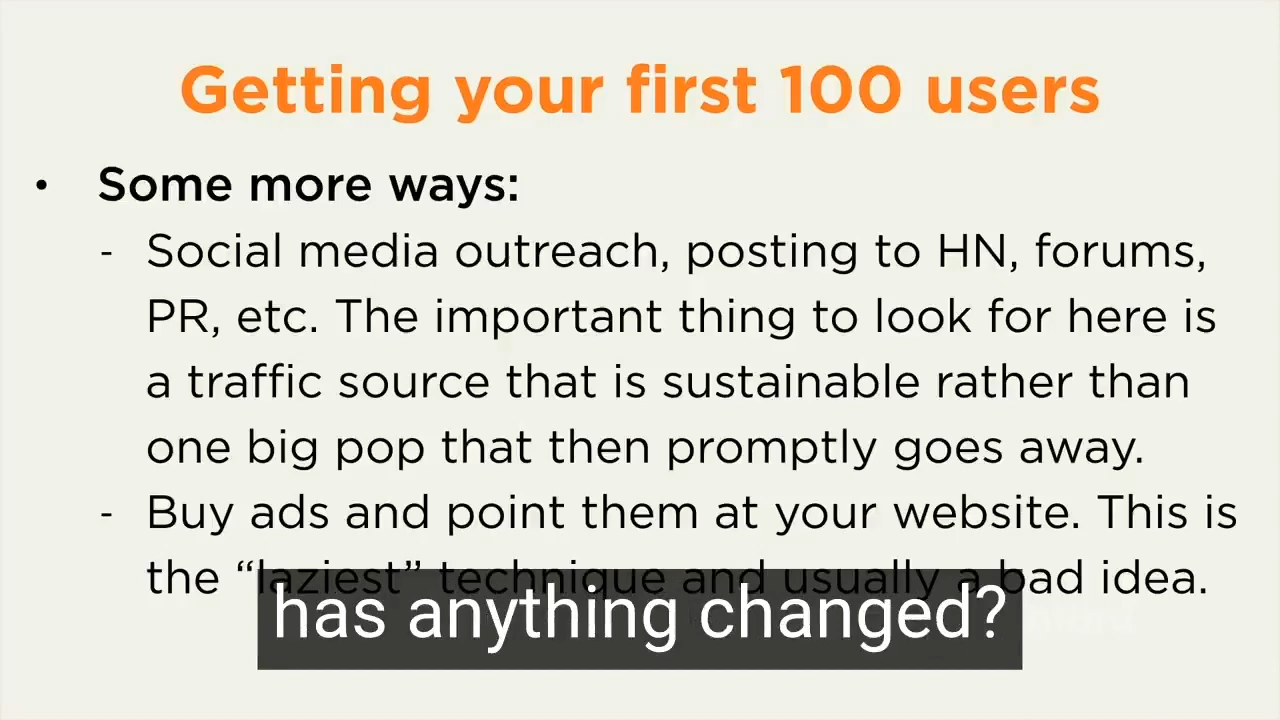 Getting your first 100 users
• Some more ways:
- Social media outreach, posting to HN, forums,
PR, etc. The important thing to look for here is
a traffic source that is sustainable rather than
one big pop that then promptly goes away.
- Buy ads and point them at your website. This is
the “laziest” technique and usually a bad idea.
has anything changed?